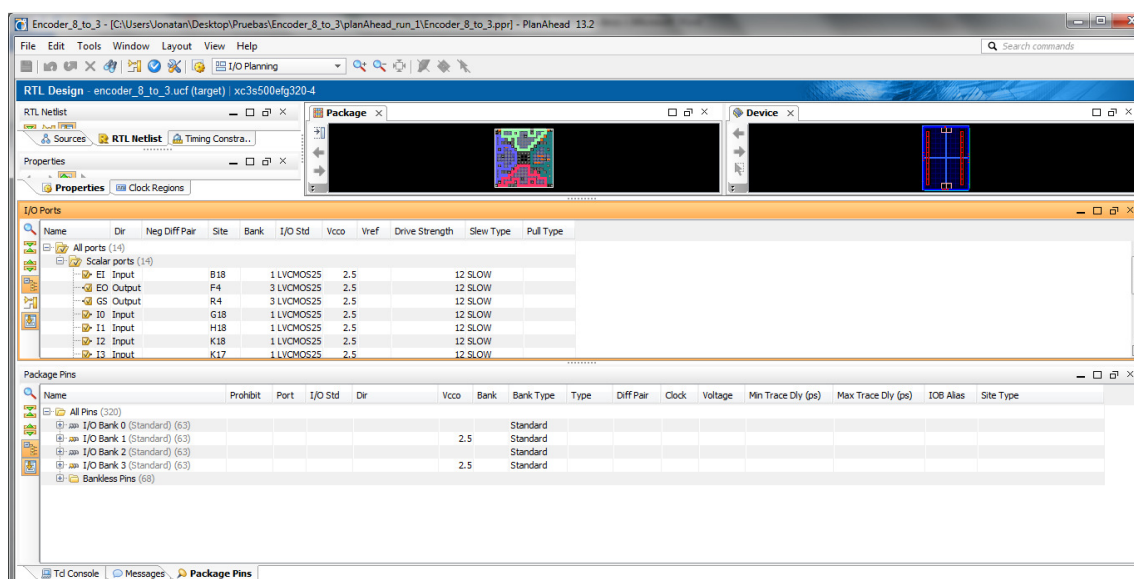 Encoder_8_to_3 - [C:\Users\Jonatan\Desktop\Pruebas\Encoder_8_to_3\planAhead_run_1\Encoder_8_to_3.ppr] - PlanAhead 13.2
File Edit Tools Window Layout View Help
Search commands
I/O Planning
RTL Design - encoder_8_to_3.ucf (target) | xc3s500efg320-4
RTL Netlist
Package
Device
Sources RTL Netlist Timing Constra..
Properties
Properties Clock Regions
I/O Ports
Name Dir Neg Diff Pair Site Bank I/O Std Vcco Vref Drive Strength Slew Type Pull Type
All ports (14)
Scalar ports (14)
EI Input B18 1 LVCMOS25 2.5 12 SLOW
EO Output F4 3 LVCMOS25 2.5 12 SLOW
GS Output R4 3 LVCMOS25 2.5 12 SLOW
I0 Input G18 1 LVCMOS25 2.5 12 SLOW
I1 Input H18 1 LVCMOS25 2.5 12 SLOW
I2 Input K18 1 LVCMOS25 2.5 12 SLOW
I3 Input K17 1 LVCMOS25 2.5 12 SLOW
Package Pins
Name Prohibit Port I/O Std Dir Vcco Bank Bank Type Type Diff Pair Clock Voltage Min Trace Dly (ps) Max Trace Dly (ps) IOB Alias Site Type
All Pins (320)
I/O Bank 0 (Standard) (63) Standard
I/O Bank 1 (Standard) (63) 2.5 Standard
I/O Bank 2 (Standard) (63) Standard
I/O Bank 3 (Standard) (63) 2.5 Standard
Bankless Pins (68)
Tcl Console Messages Package Pins